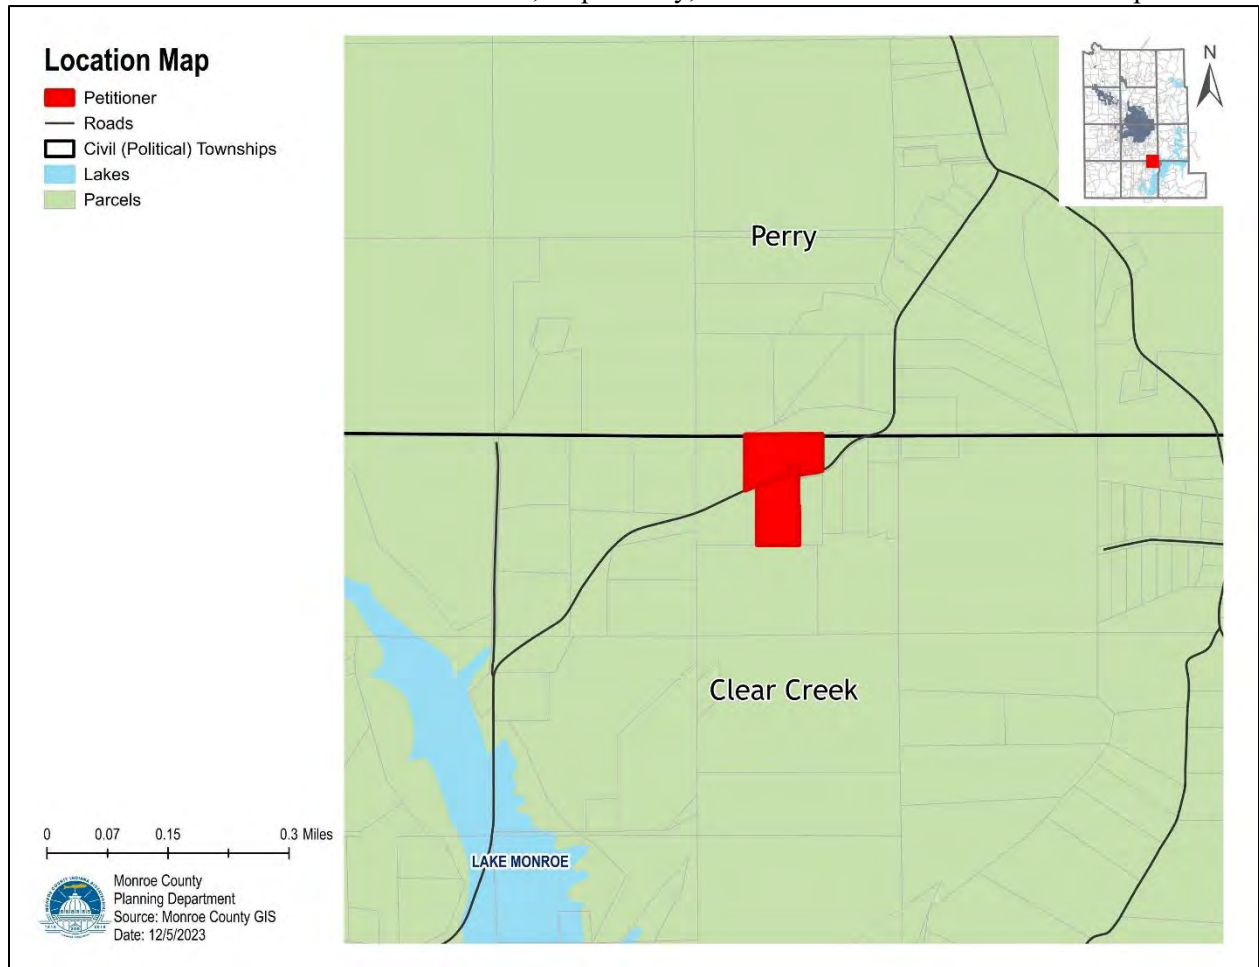 Location Map
Petitioner
Roads
Civil (Political) Townships
Lakes
Parcels
N
Perry
Clear Creek
LAKE MONROE
0 0.07 0.15 0.3 Miles
Monroe County
Planning Department
Source: Monroe County GIS
Date: 12/5/2023